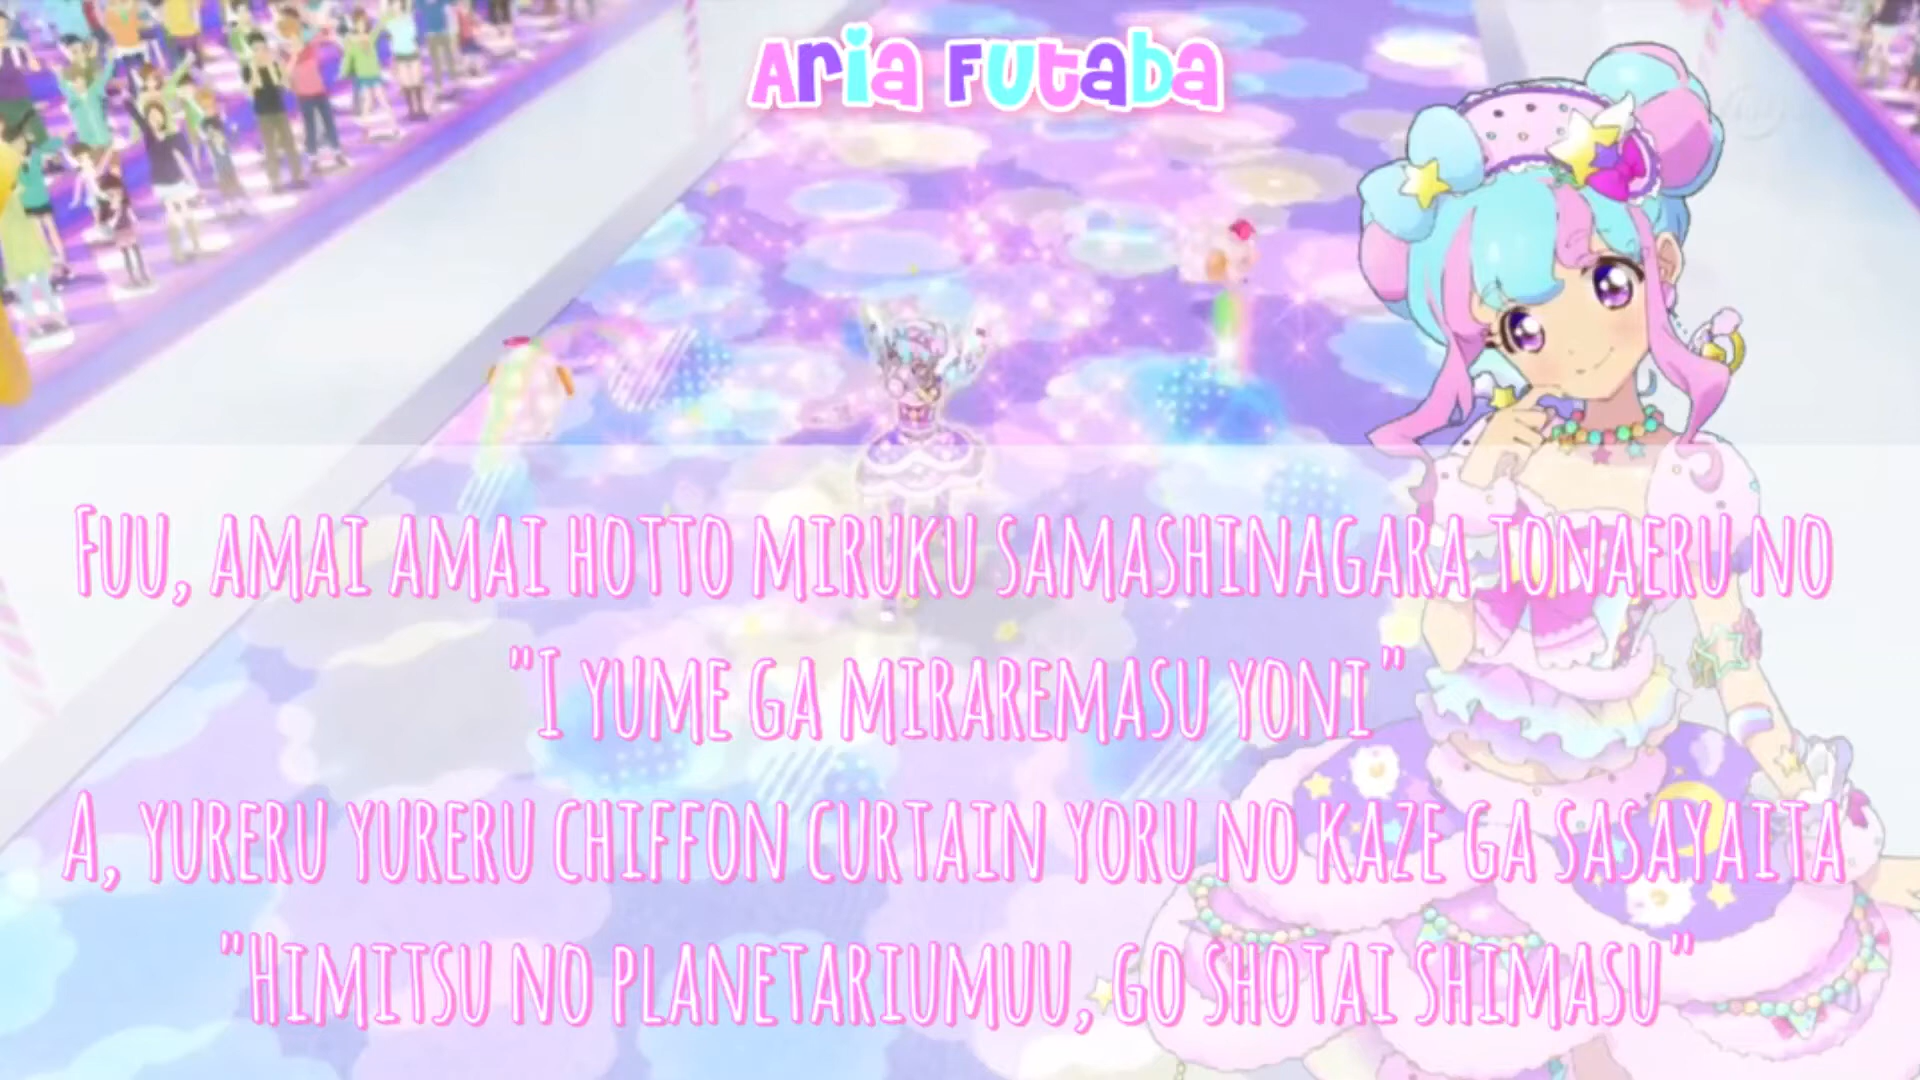 Aria Futaba
Fuu, amai amai hotto miruku samashinagara tonaeru no
"I yume ga miraremasu yoni"
A, yureru yureru chiffon curtain yoru no kaze ga sasayaita
"Himitsu no planetariumuu, go shotai shimasu"